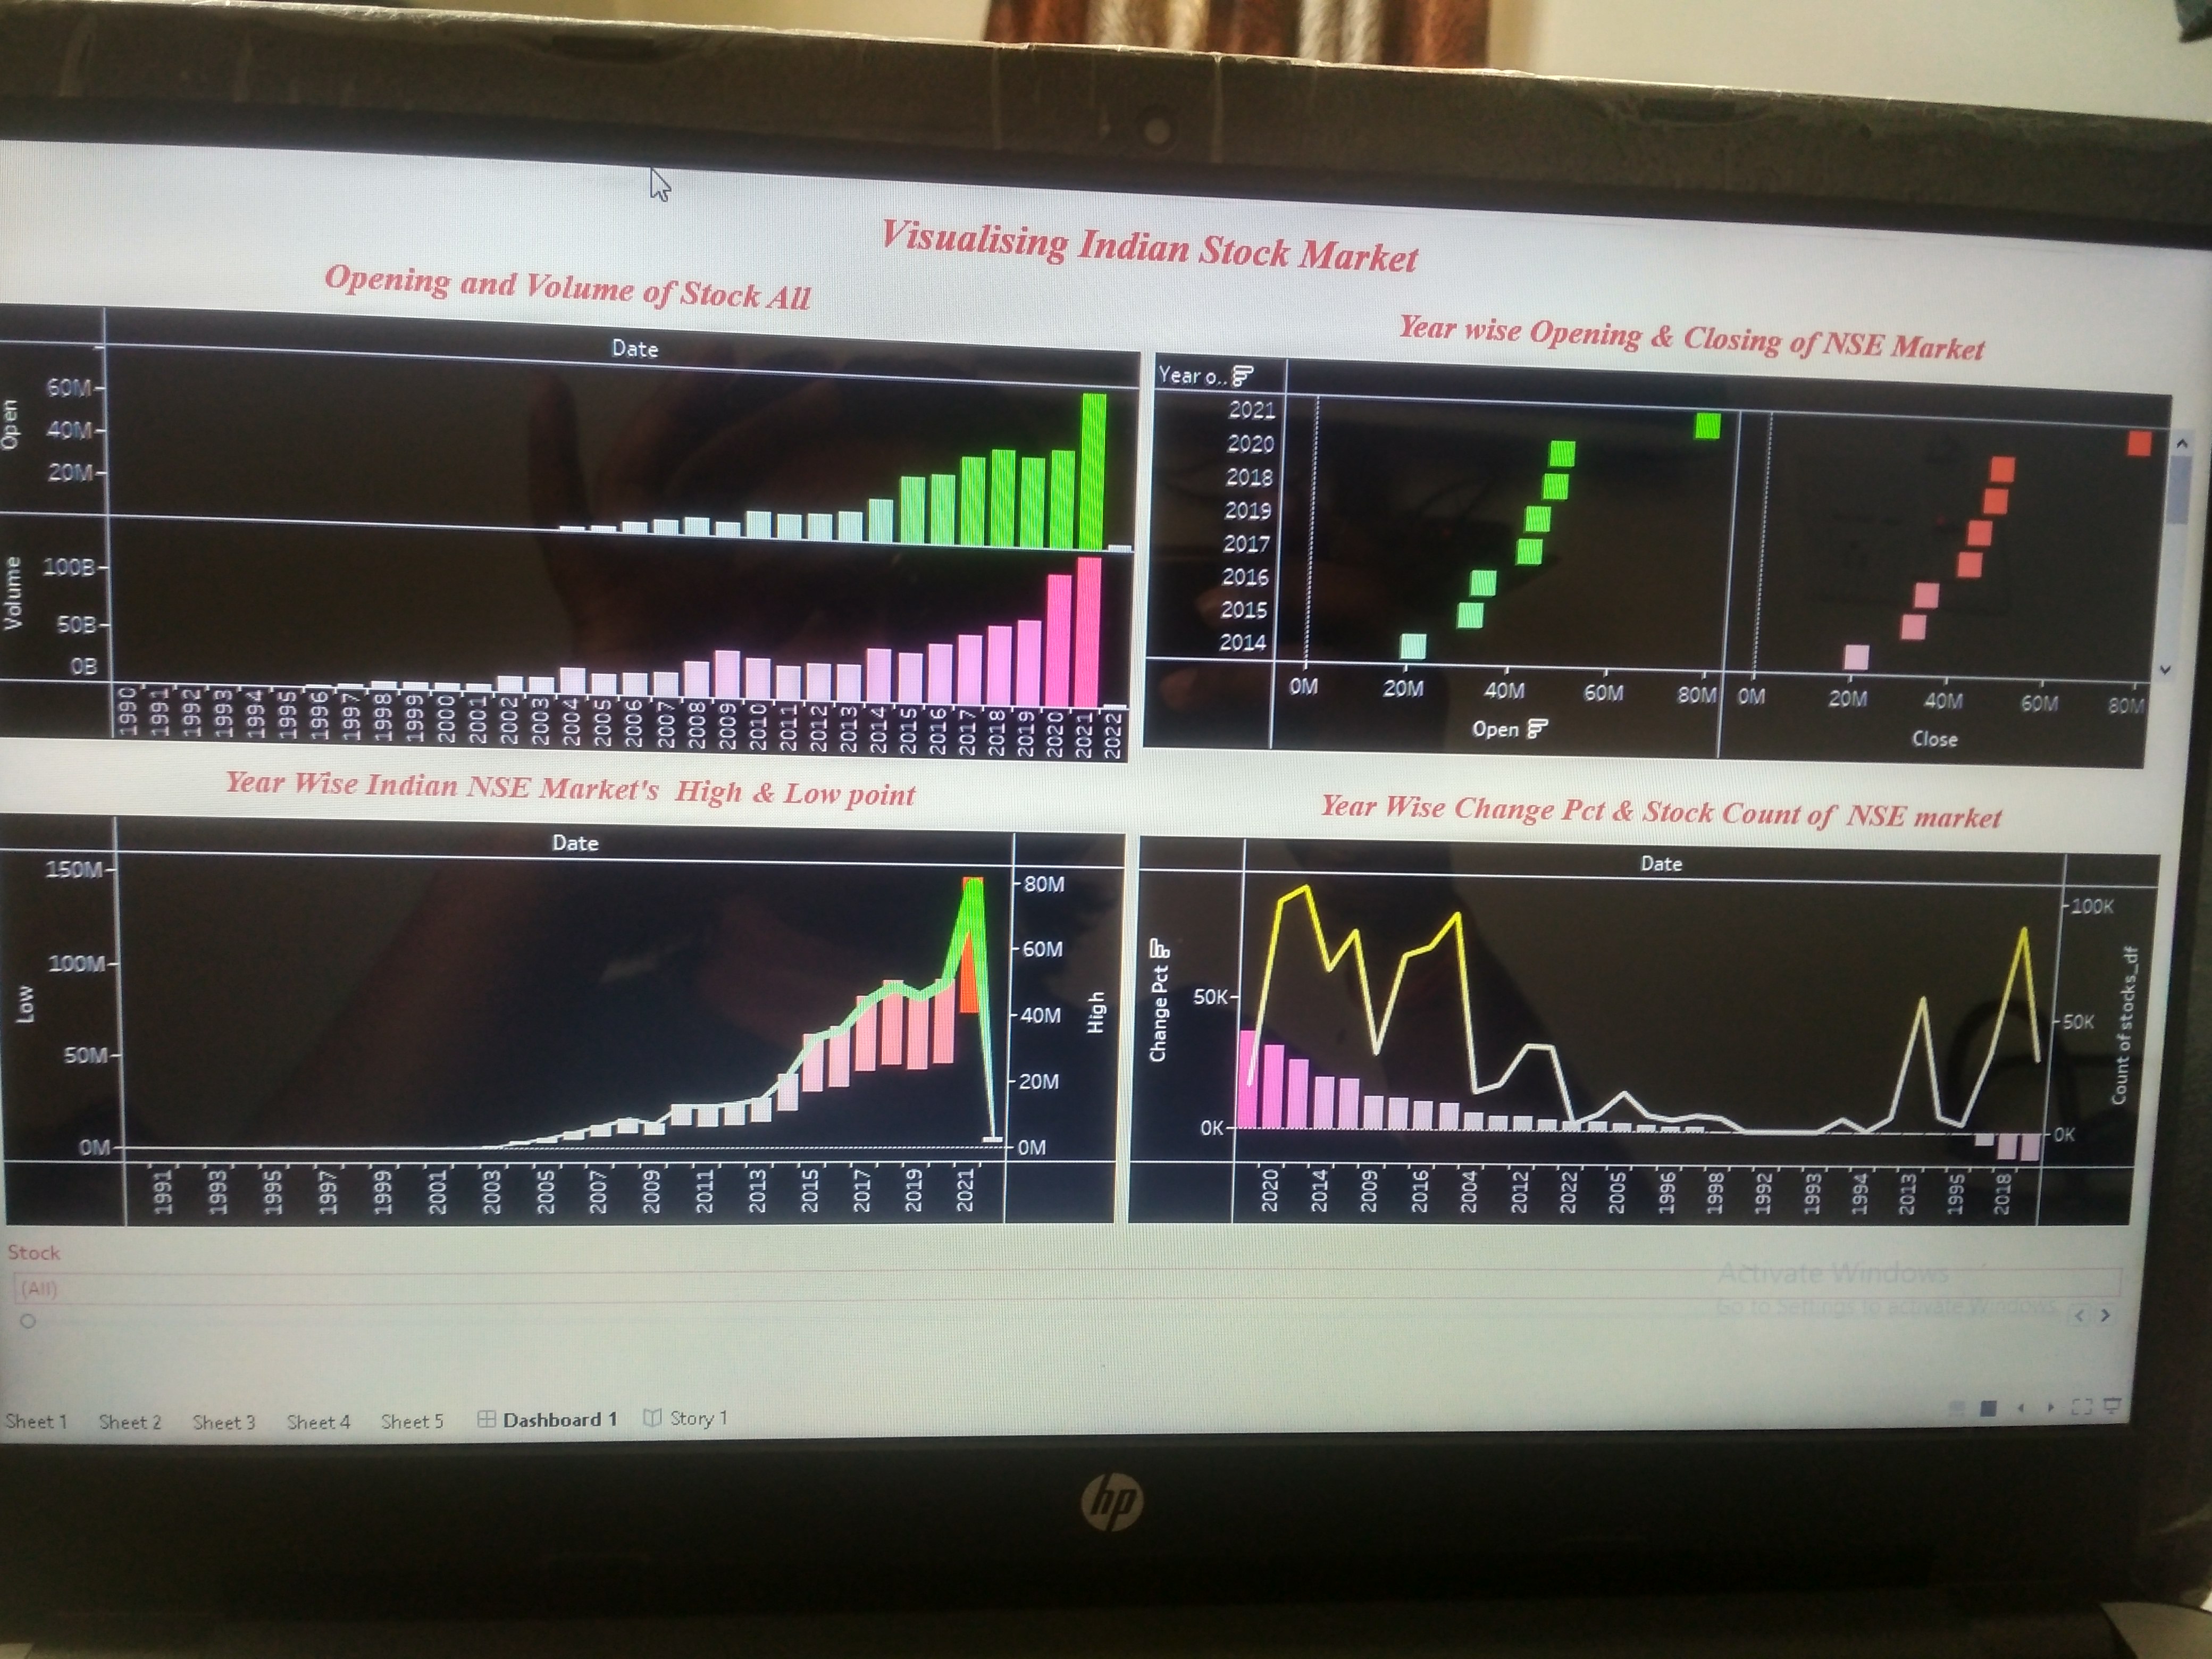 Visualising Indian Stock Market
Opening and Volume of Stock All
Date
Open
60M
40M
20M
Volume
100B
50B
0B
1990 1991 1992 1993 1994 1995 1996 1997 1998 1999 2000 2001 2002 2003 2004 2005 2006 2007 2008 2009 2010 2011 2012 2013 2014 2015 2016 2017 2018 2019 2020 2021 2022
Year wise Opening & Closing of NSE Market
Year o..
2021
2020
2018
2019
2017
2016
2015
2014
0M 20M 40M 60M 80M 0M 20M 40M 60M 80M
Open Close
Year Wise Indian NSE Market's High & Low point
Date
Low
150M
100M
50M
0M
80M
60M
40M
20M
0M
High
1991 1993 1995 1997 1999 2001 2003 2005 2007 2009 2011 2013 2015 2017 2019 2021
Year Wise Change Pct & Stock Count of NSE market
Date
Change Pct
50K
0K
100K
50K
0K
Count of stocks_df
2020 2014 2009 2016 2004 2012 2022 2005 1996 1998 1992 1993 1994 2013 1995 2018
Stock
(All)
Activate Windows
Go to Settings to activate Windows.
Sheet 1 Sheet 2 Sheet 3 Sheet 4 Sheet 5 Dashboard 1 Story 1
hp